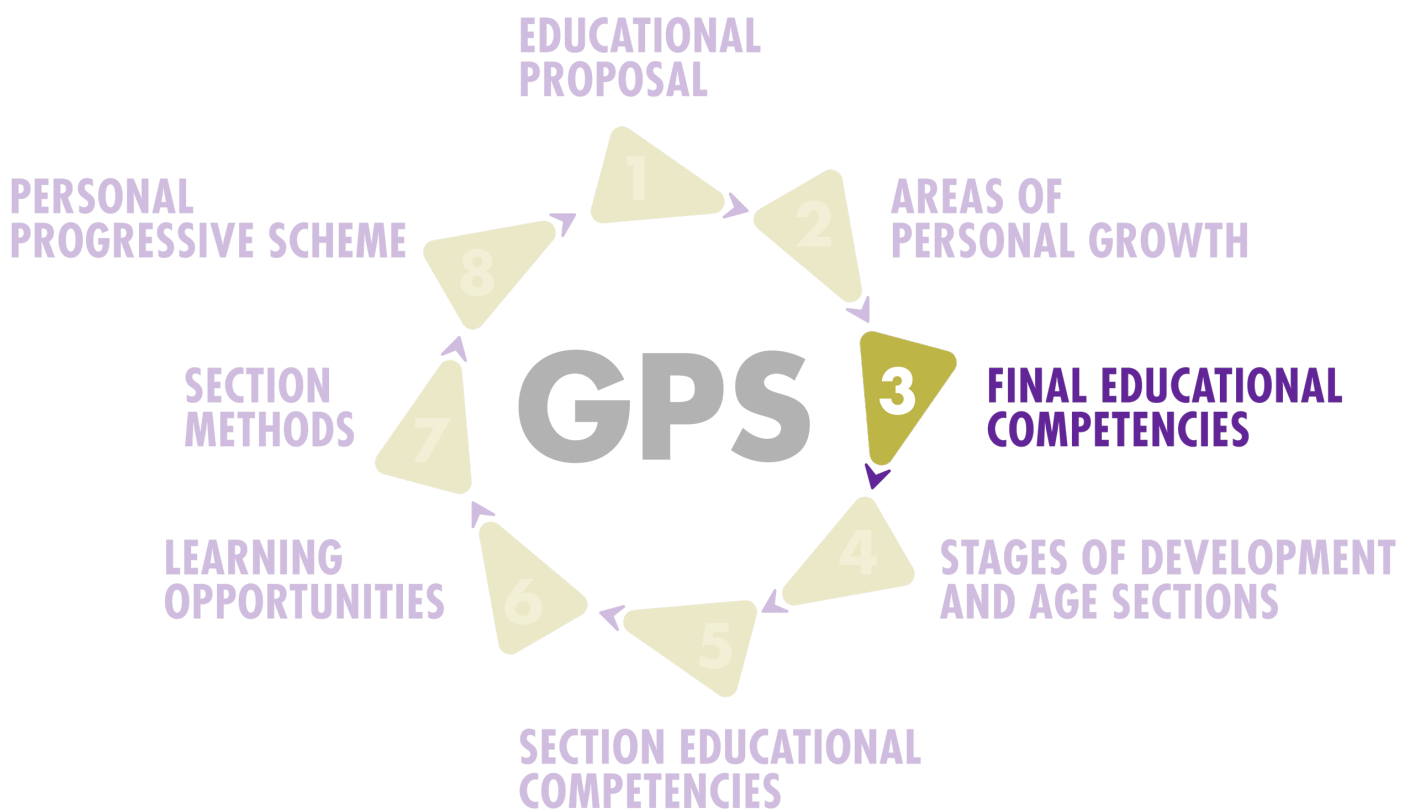 EDUCATIONAL
PROPOSAL
1
2
AREAS OF
PERSONAL GROWTH
3
FINAL EDUCATIONAL
COMPETENCIES
4
STAGES OF DEVELOPMENT
AND AGE SECTIONS
5
SECTION EDUCATIONAL
COMPETENCIES
6
LEARNING
OPPORTUNITIES
7
SECTION
METHODS
8
PERSONAL
PROGRESSIVE SCHEME
GPS